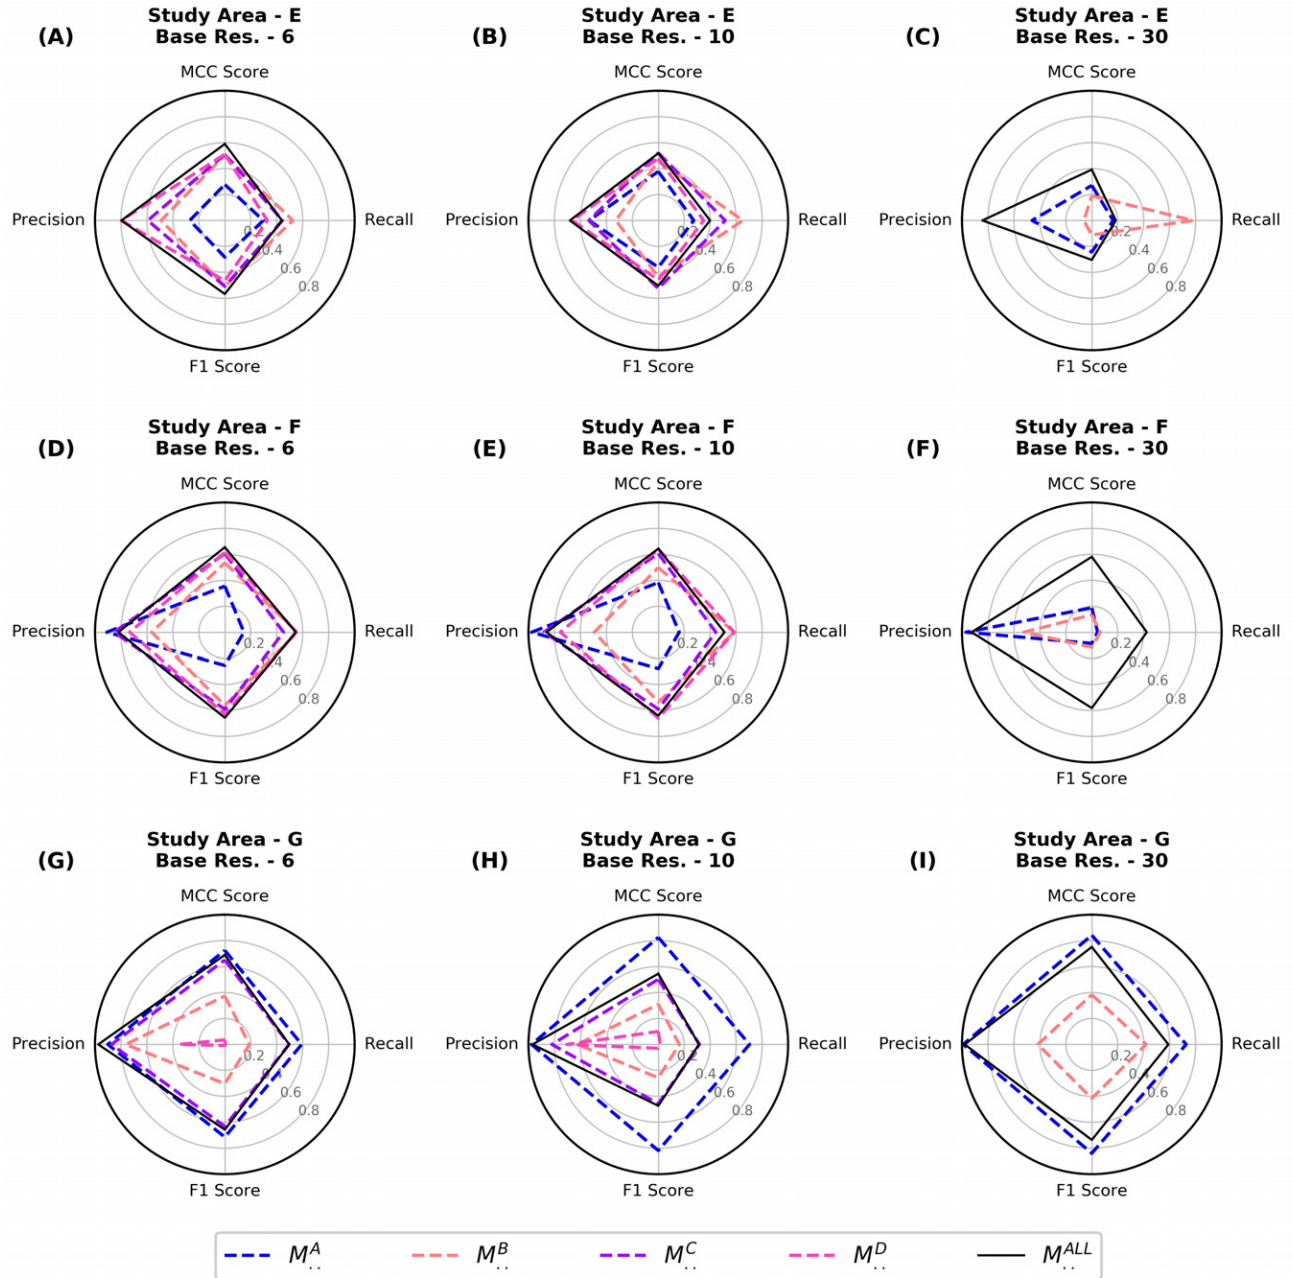 (A)
Study Area - E
Base Res. - 6
MCC Score
Precision
Recall
0.2
0.4
0.6
0.8
F1 Score
(B)
Study Area - E
Base Res. - 10
MCC Score
Precision
Recall
0.2
0.4
0.6
0.8
F1 Score
(C)
Study Area - E
Base Res. - 30
MCC Score
Precision
Recall
0.2
0.4
0.6
0.8
F1 Score
(D)
Study Area - F
Base Res. - 6
MCC Score
Precision
Recall
0.2
0.4
0.6
0.8
F1 Score
(E)
Study Area - F
Base Res. - 10
MCC Score
Precision
Recall
0.2
0.4
0.6
0.8
F1 Score
(F)
Study Area - F
Base Res. - 30
MCC Score
Precision
Recall
0.2
0.4
0.6
0.8
F1 Score
(G)
Study Area - G
Base Res. - 6
MCC Score
Precision
Recall
0.2
0.4
0.6
0.8
F1 Score
(H)
Study Area - G
Base Res. - 10
MCC Score
Precision
Recall
0.2
0.4
0.6
0.8
F1 Score
(I)
Study Area - G
Base Res. - 30
MCC Score
Precision
Recall
0.2
0.4
0.6
0.8
F1 Score
M^A_{..} M^B_{..} M^C_{..} M^D_{..} M^{ALL}_{..}